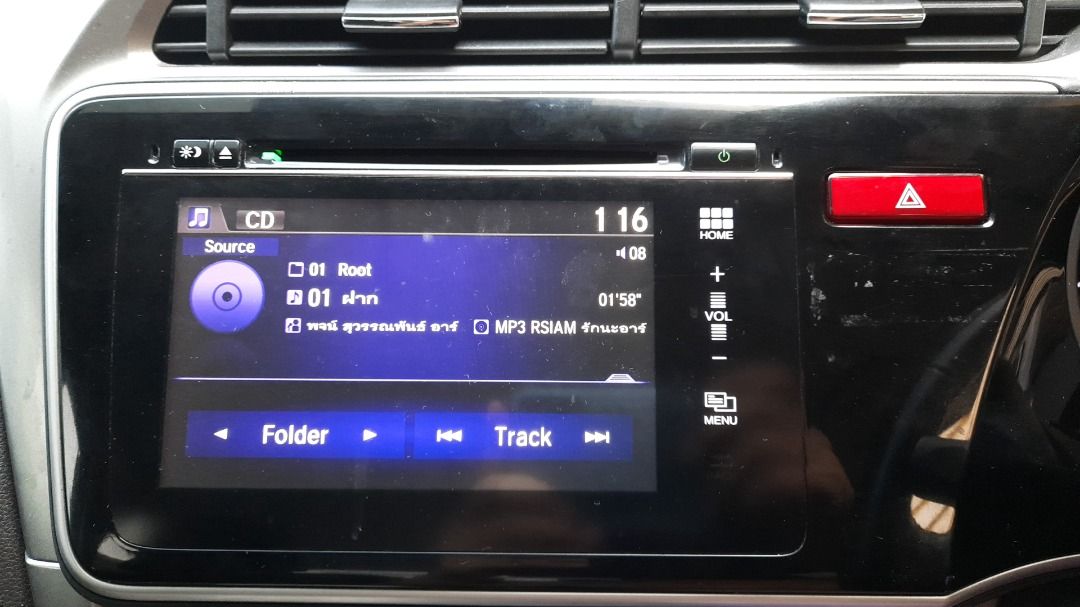 CD 1 16
Source
08
01 Root
01 ฝาก 01'58"
พจน์ สุวรรณพันธ์ อาร์ MP3 RSIAM รักนะอาร์
Folder Track
HOME
+
VOL
−
MENU